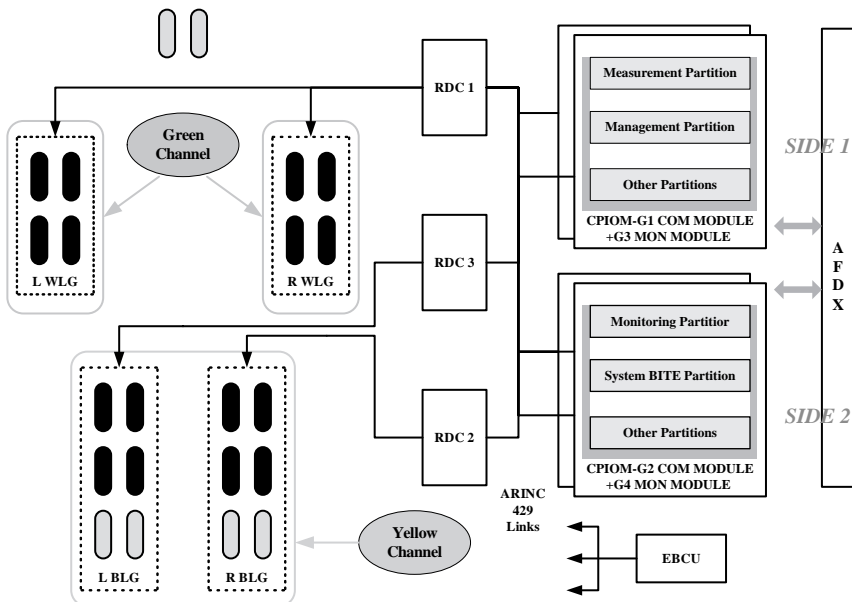 RDC 1
Measurement Partition
Management Partition
Other Partitions
CPIOM-G1 COM MODULE
+G3 MON MODULE
SIDE 1
Green
Channel
L WLG
R WLG
RDC 3
A
F
D
X
Monitoring Partitior
System BITE Partition
Other Partitions
CPIOM-G2 COM MODULE
+G4 MON MODULE
SIDE 2
RDC 2
ARINC
429
Links
Yellow
Channel
EBCU
L BLG
R BLG